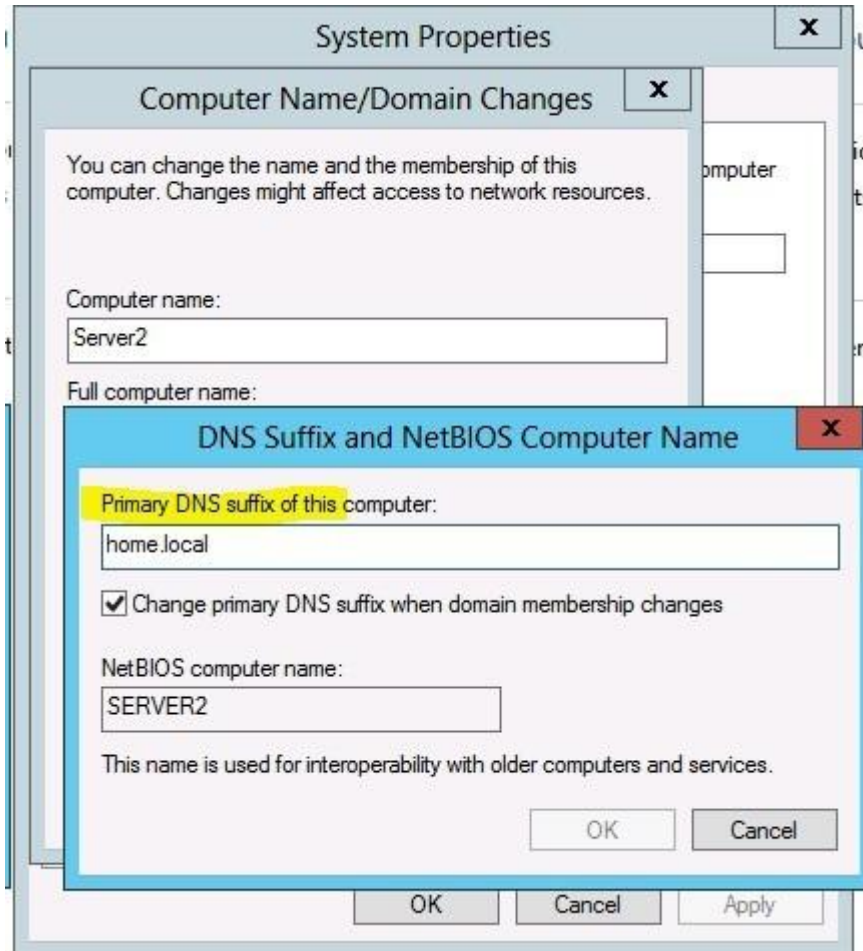 System Properties
x
Computer Name/Domain Changes
x
You can change the name and the membership of this
computer. Changes might affect access to network resources.
Computer name:
Server2
Full computer name:
DNS Suffix and NetBIOS Computer Name
x
Primary DNS suffix of this computer:
home.local
Change primary DNS suffix when domain membership changes
NetBIOS computer name:
SERVER2
This name is used for interoperability with older computers and services.
OK
Cancel
OK
Cancel
Apply